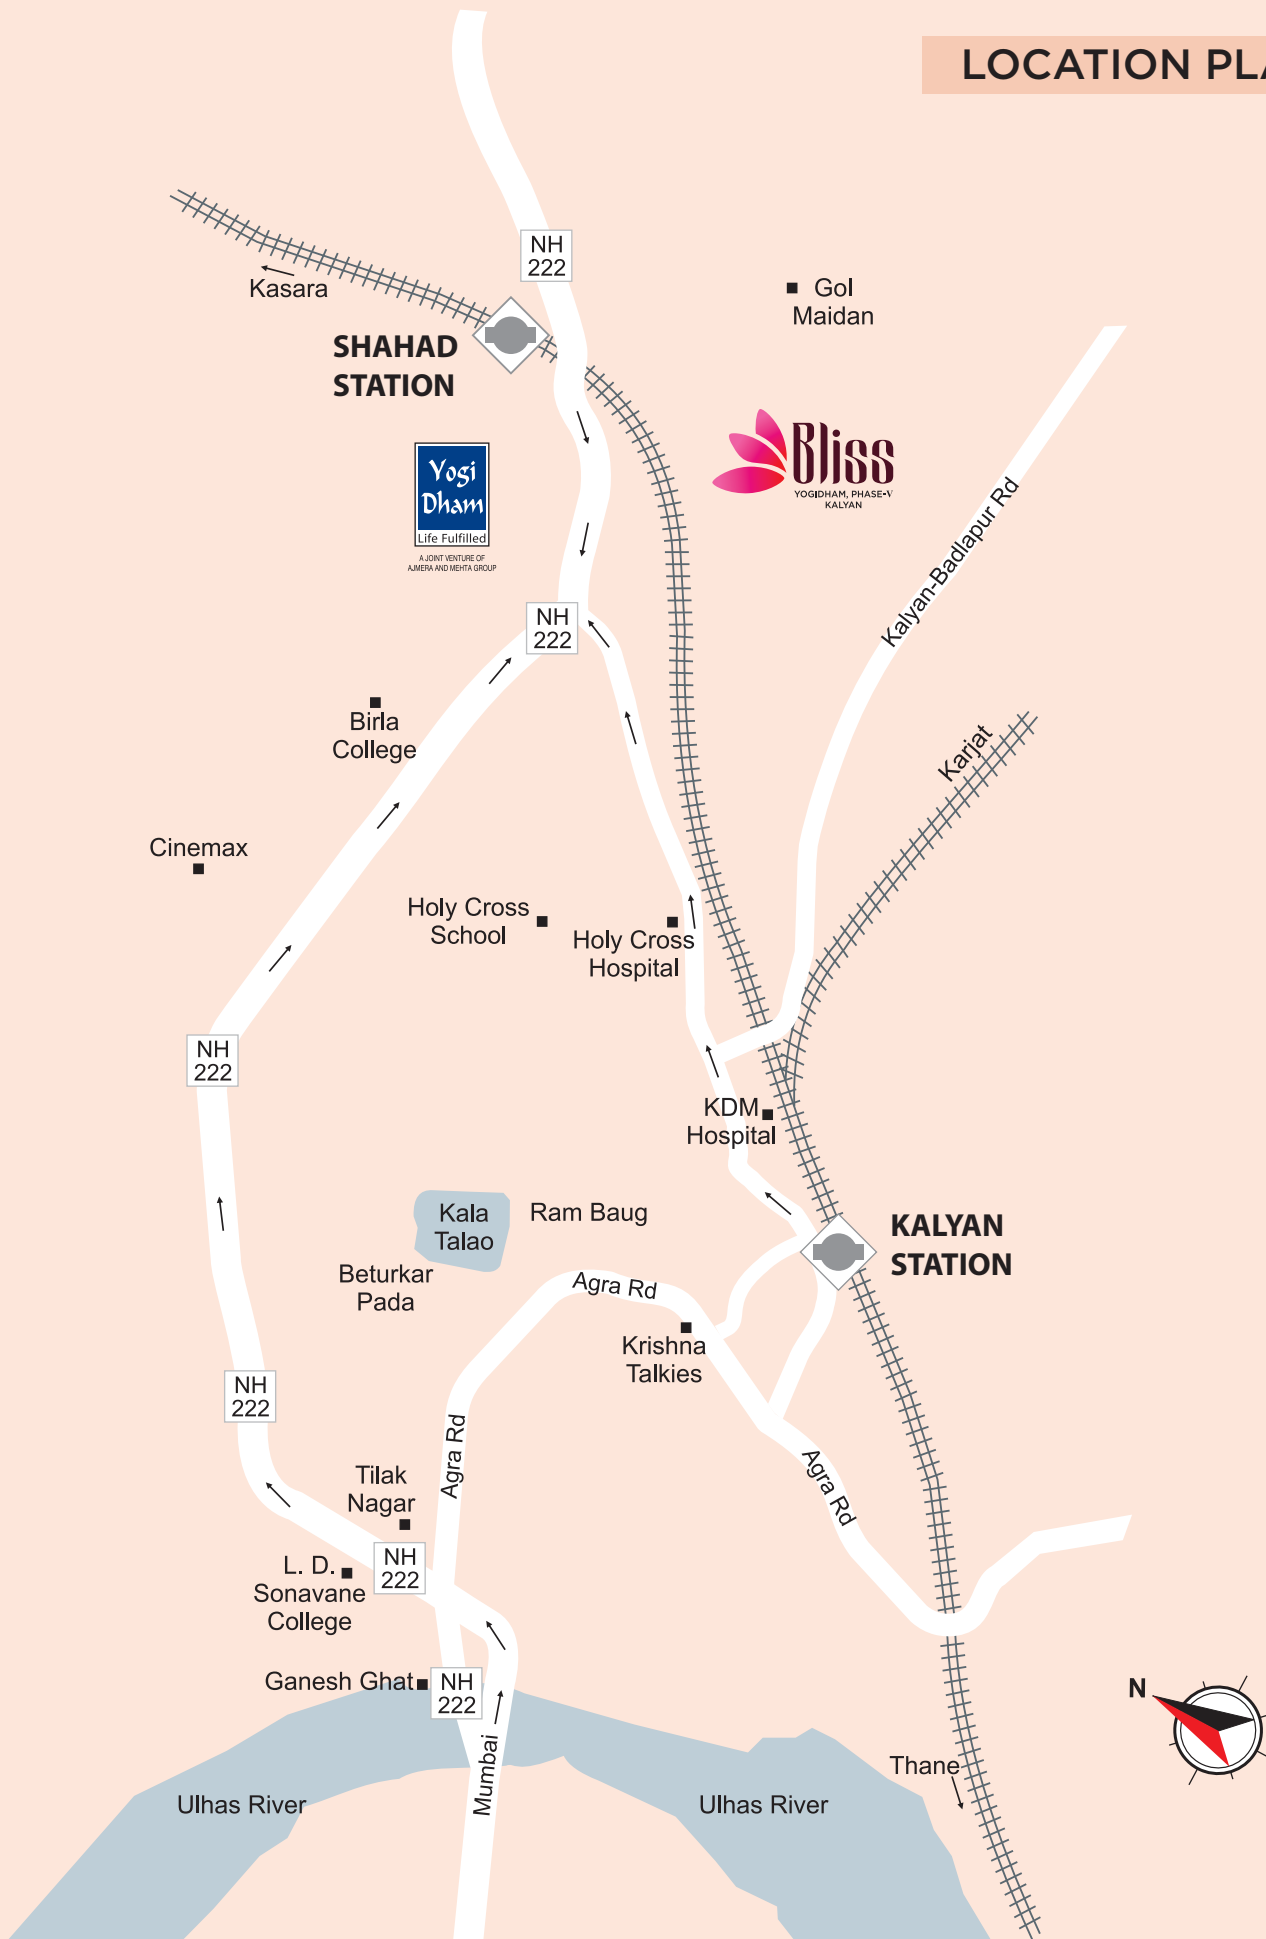 LOCATION PLA
NH
222
Kasara
Gol
Maidan
SHAHAD
STATION
Yogi
Dham
Life Fulfilled
A JOINT VENTURE OF
AJMERA AND MEHTA GROUP
Bliss
YOGIDHAM, PHASE-V
KALYAN
Kalyan-Badlapur Rd
NH
222
Birla
College
Karjat
Cinemax
Holy Cross
School
Holy Cross
Hospital
NH
222
KDM
Hospital
Kala
Talao
Ram Baug
KALYAN
STATION
Beturkar
Pada
Agra Rd
Krishna
Talkies
NH
222
Agra Rd
Agra Rd
Tilak
Nagar
NH
222
L. D.
Sonavane
College
Ganesh Ghat
NH
222
N
Mumbai
Thane
Ulhas River
Ulhas River